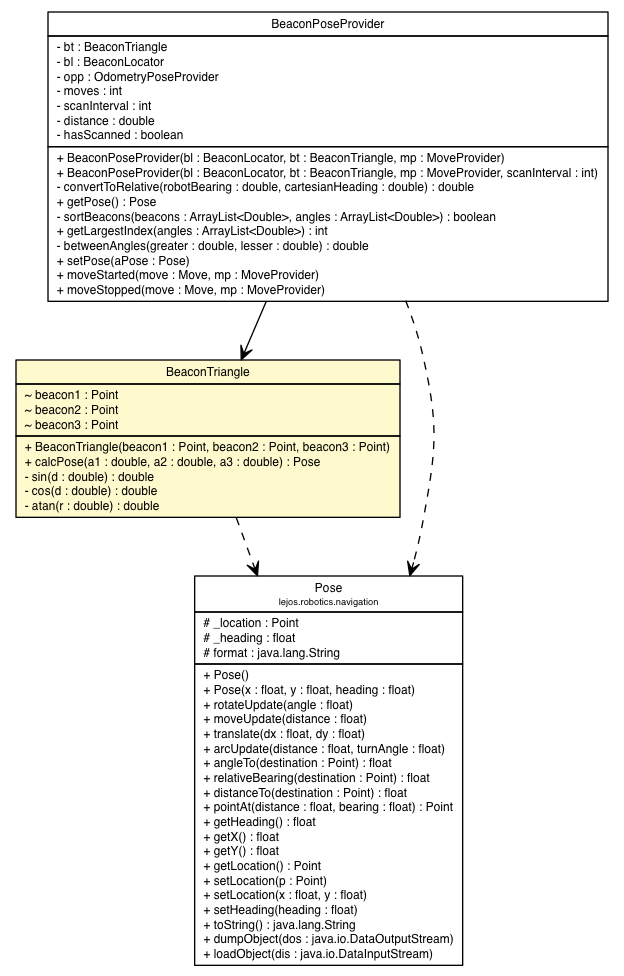 BeaconPoseProvider
- bt : BeaconTriangle
- bl : BeaconLocator
- opp : OdometryPoseProvider
- moves : int
- scanInterval : int
- distance : double
- hasScanned : boolean
+ BeaconPoseProvider(bl : BeaconLocator, bt : BeaconTriangle, mp : MoveProvider)
+ BeaconPoseProvider(bl : BeaconLocator, bt : BeaconTriangle, mp : MoveProvider, scanInterval : int)
- convertToRelative(robotBearing : double, cartesianHeading : double) : double
+ getPose() : Pose
- sortBeacons(beacons : ArrayList<Double>, angles : ArrayList<Double>) : boolean
+ getLargestIndex(angles : ArrayList<Double>) : int
- betweenAngles(greater : double, lesser : double) : double
+ setPose(aPose : Pose)
+ moveStarted(move : Move, mp : MoveProvider)
+ moveStopped(move : Move, mp : MoveProvider)
BeaconTriangle
~ beacon1 : Point
~ beacon2 : Point
~ beacon3 : Point
+ BeaconTriangle(beacon1 : Point, beacon2 : Point, beacon3 : Point)
+ calcPose(a1 : double, a2 : double, a3 : double) : Pose
- sin(d : double) : double
- cos(d : double) : double
- atan(r : double) : double
Pose
lejos.robotics.navigation
# _location : Point
# _heading : float
# format : java.lang.String
+ Pose()
+ Pose(x : float, y : float, heading : float)
+ rotateUpdate(angle : float)
+ moveUpdate(distance : float)
+ translate(dx : float, dy : float)
+ arcUpdate(distance : float, turnAngle : float)
+ angleTo(destination : Point) : float
+ relativeBearing(destination : Point) : float
+ distanceTo(destination : Point) : float
+ pointAt(distance : float, bearing : float) : Point
+ getHeading() : float
+ getX() : float
+ getY() : float
+ getLocation() : Point
+ setLocation(p : Point)
+ setLocation(x : float, y : float)
+ setHeading(heading : float)
+ toString() : java.lang.String
+ dumpObject(dos : java.io.DataOutputStream)
+ loadObject(dis : java.io.DataInputStream)